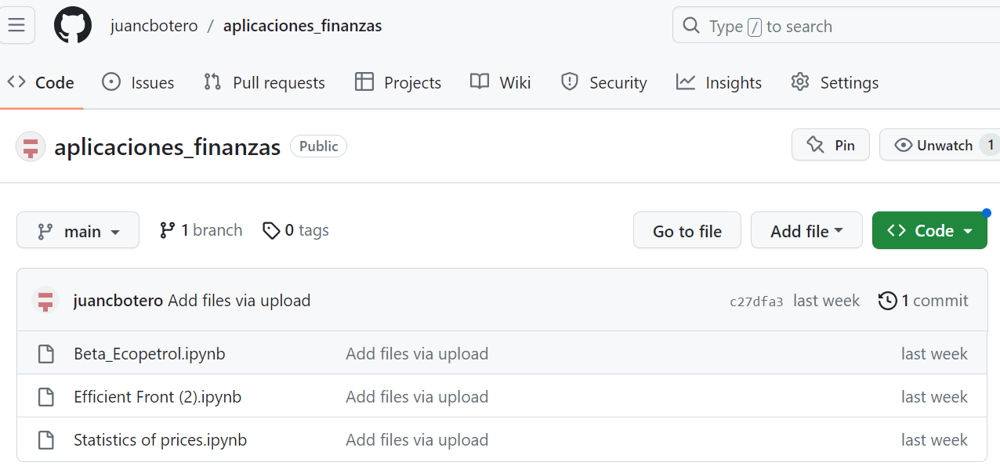 juancbotero / aplicaciones_finanzas
Type / to search
Code Issues Pull requests Projects Wiki Security Insights Settings
aplicaciones_finanzas Public
Pin Unwatch 1
main 1 branch 0 tags
Go to file Add file Code
juancbotero Add files via upload c27dfa3 last week 1 commit
Beta_Ecopetrol.ipynb Add files via upload last week
Efficient Front (2).ipynb Add files via upload last week
Statistics of prices.ipynb Add files via upload last week